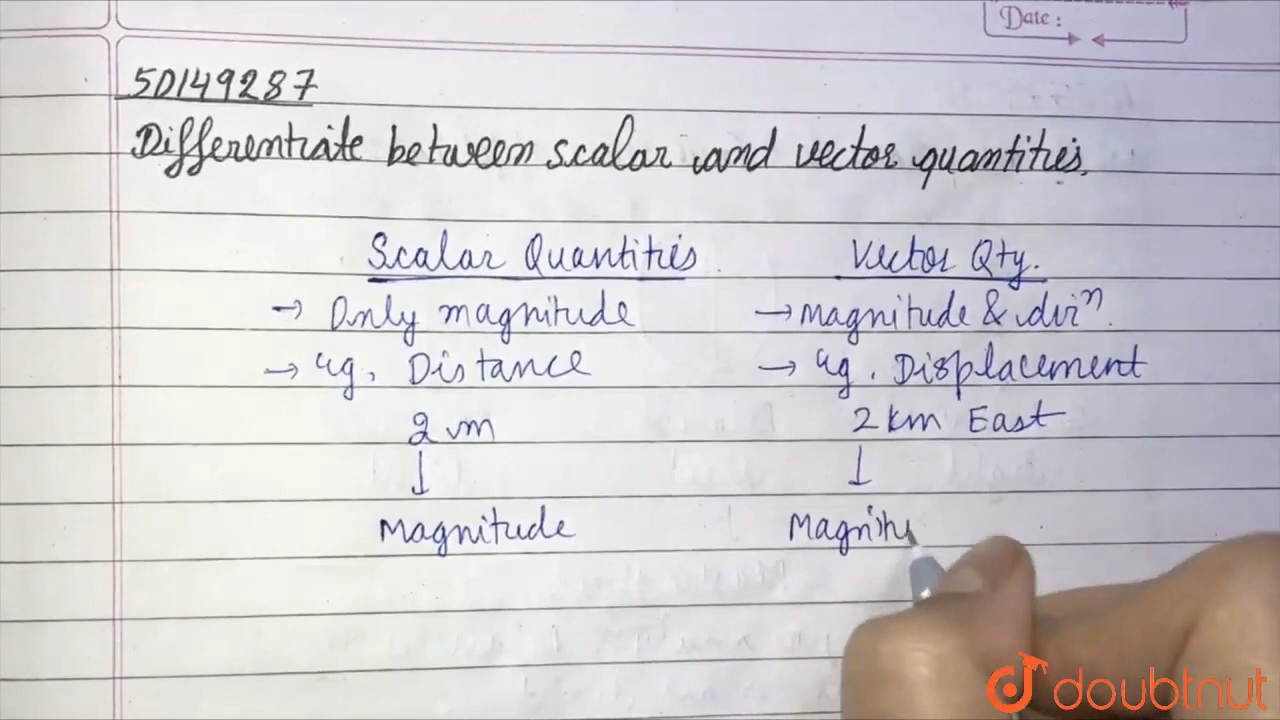 Date :
50149287
Differentiate between scalar and vector quantities.
Scalar Quantities Vector Qty.
→ Only magnitude → Magnitude & dirⁿ.
→ eg. Distance → eg. Displacement
2 m 2 km East
↓ ↓
Magnitude Magnitu
doubtnut